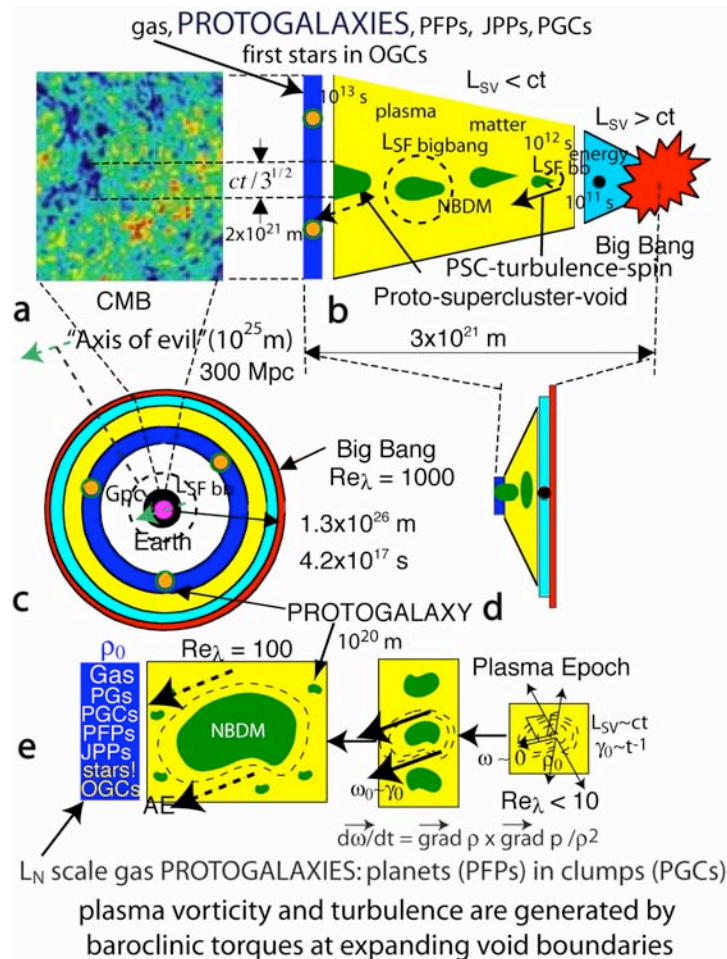 gas, PROTOGALAXIES, PFPs, JPPs, PGCs
first stars in OGCs
L_SV < ct
10^13 s
plasma
matter
L_SV > ct
L_SF bigbang
10^12 s
energy
L_SF bb
ct/3^1/2
NBDM
10^11 s
2x10^21 m
Big Bang
PSC-turbulence-spin
CMB
Proto-supercluster-void
a
b
"Axis of evil" (10^25 m)
300 Mpc
3x10^21 m
Big Bang
Re_λ = 1000
Gpc
L_SF bb
Earth
1.3x10^26 m
4.2x10^17 s
c
PROTOGALAXY
d
ρ_0
Re_λ = 100
10^20 m
Gas
PGs
PGCs
PFPs
JPPs
stars!
OGCs
e
NBDM
AE
ω_0~γ_0
Plasma Epoch
L_SV~ct
γ_0~t^-1
ω ~ 0
ρ_0
Re_λ < 10
dω/dt = grad ρ x grad p /ρ^2
L_N scale gas PROTOGALAXIES: planets (PFPs) in clumps (PGCs)
plasma vorticity and turbulence are generated by
baroclinic torques at expanding void boundaries